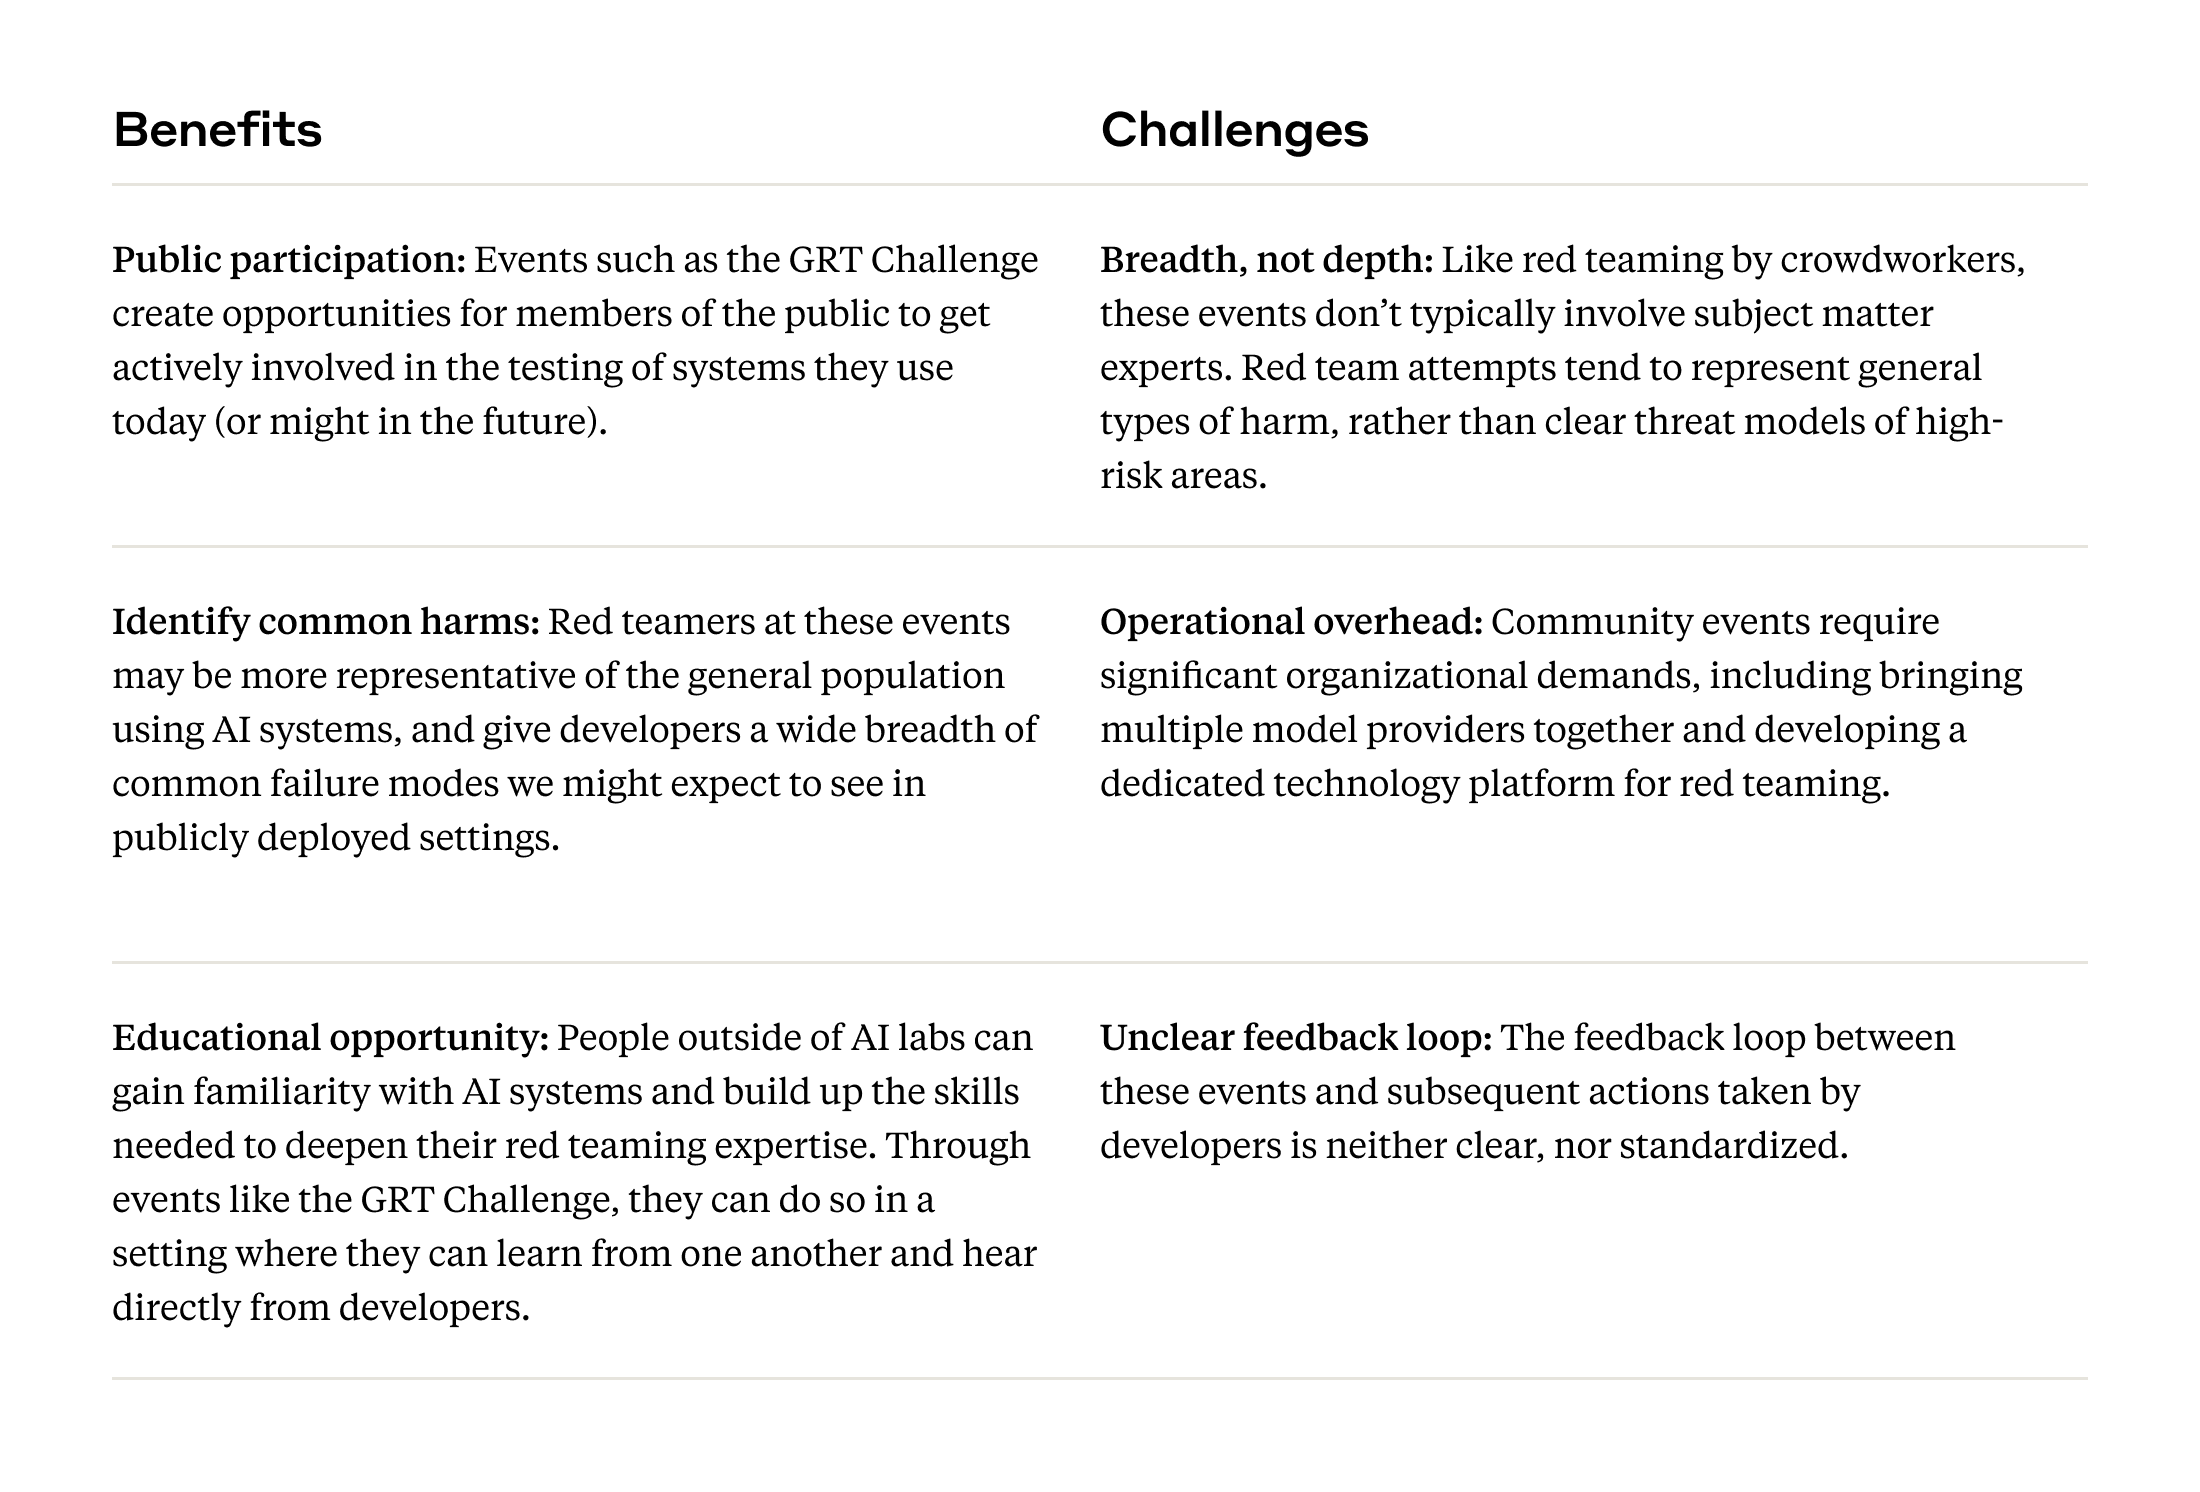 Benefits
Challenges
Public participation: Events such as the GRT Challenge
create opportunities for members of the public to get
actively involved in the testing of systems they use
today (or might in the future).
Breadth, not depth: Like red teaming by crowdworkers,
these events don’t typically involve subject matter
experts. Red team attempts tend to represent general
types of harm, rather than clear threat models of high-
risk areas.
Identify common harms: Red teamers at these events
may be more representative of the general population
using AI systems, and give developers a wide breadth of
common failure modes we might expect to see in
publicly deployed settings.
Operational overhead: Community events require
significant organizational demands, including bringing
multiple model providers together and developing a
dedicated technology platform for red teaming.
Educational opportunity: People outside of AI labs can
gain familiarity with AI systems and build up the skills
needed to deepen their red teaming expertise. Through
events like the GRT Challenge, they can do so in a
setting where they can learn from one another and hear
directly from developers.
Unclear feedback loop: The feedback loop between
these events and subsequent actions taken by
developers is neither clear, nor standardized.